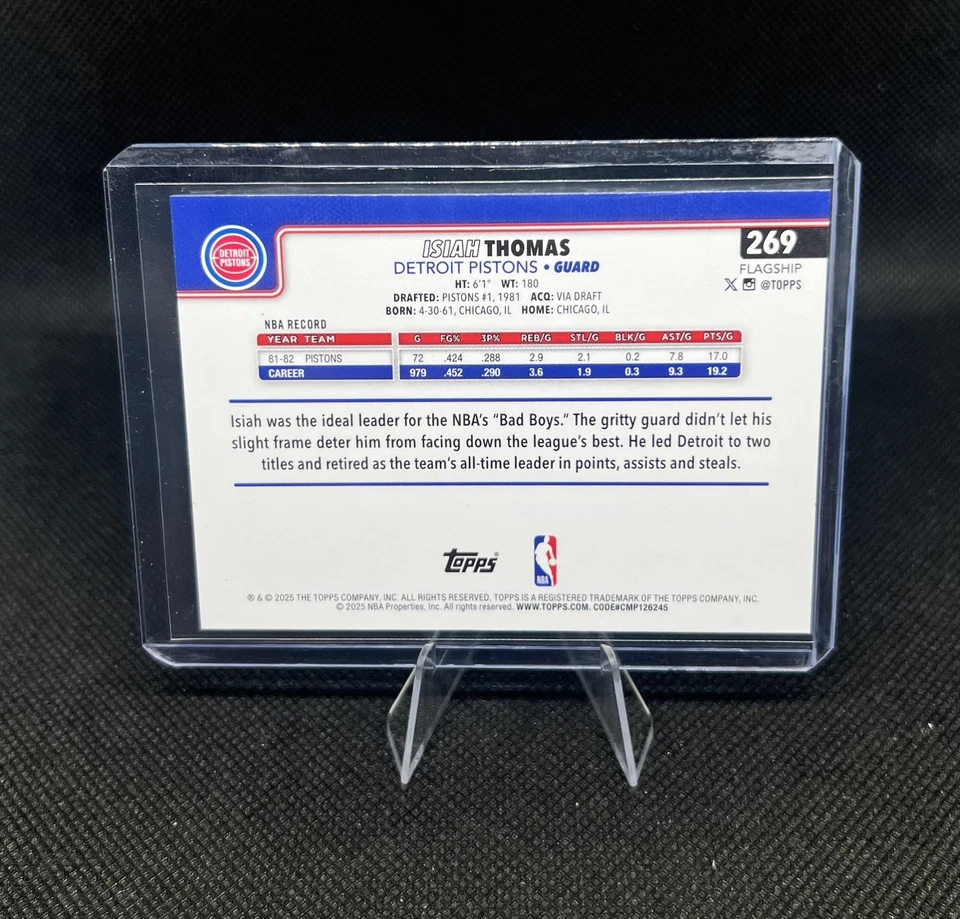 DETROIT PISTONS
ISIAH THOMAS
DETROIT PISTONS • GUARD
HT: 6'1" WT: 180
DRAFTED: PISTONS #1, 1981 ACQ: VIA DRAFT
BORN: 4-30-61, CHICAGO, IL HOME: CHICAGO, IL
269
FLAGSHIP
@TOPPS
NBA RECORD
YEAR TEAM G FG% 3P% REB/G STL/G BLK/G AST/G PTS/G
81-82 PISTONS 72 .424 .288 2.9 2.1 0.2 7.8 17.0
CAREER 979 .452 .290 3.6 1.9 0.3 9.3 19.2
Isiah was the ideal leader for the NBA's "Bad Boys." The gritty guard didn't let his
slight frame deter him from facing down the league's best. He led Detroit to two
titles and retired as the team's all-time leader in points, assists and steals.
Topps®
NBA
® & © 2025 THE TOPPS COMPANY, INC. ALL RIGHTS RESERVED. TOPPS IS A REGISTERED TRADEMARK OF THE TOPPS COMPANY, INC.
© 2025 NBA Properties, Inc. All rights reserved. WWW.TOPPS.COM. CODE#CMP126245